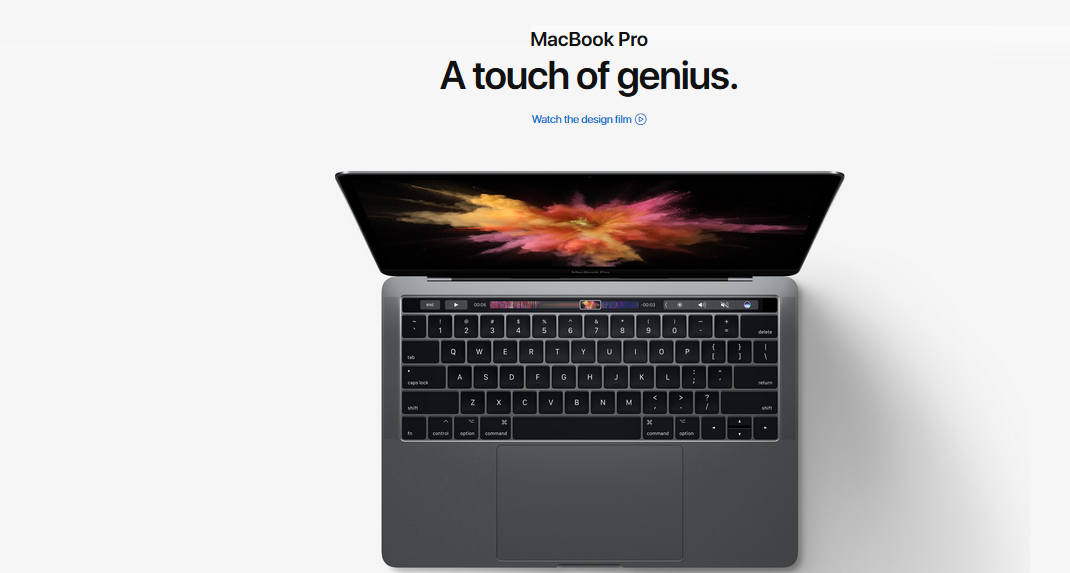 MacBook Pro
A touch of genius.
Watch the design film
MacBook Pro
esc 00:06 -00:03
~ ` ! 1 @ 2 # 3 $ 4 % 5 ^ 6 & 7 * 8 ( 9 ) 0 — - + = delete
tab Q W E R T Y U I O P { [ } ] | \
caps lock A S D F G H J K L : ; " ' return
shift Z X C V B N M < , > . ? / shift
fn control option command command option